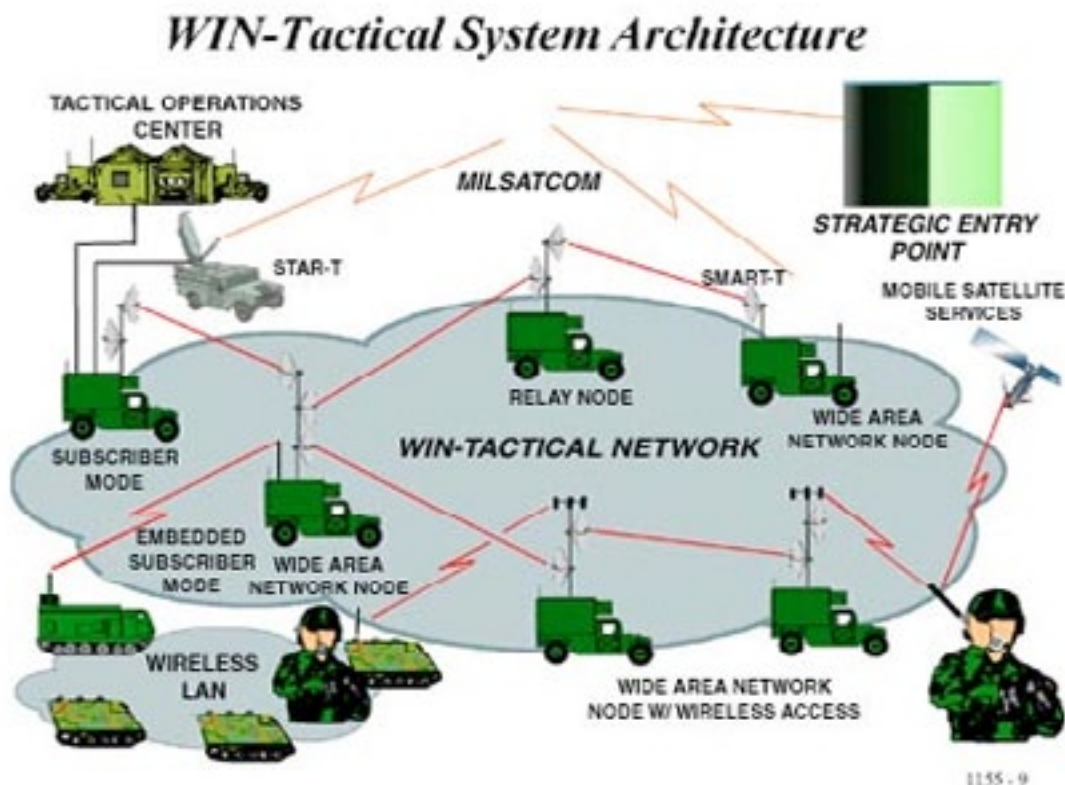 WIN-Tactical System Architecture
TACTICAL OPERATIONS
CENTER
MILSATCOM
STRATEGIC ENTRY
POINT
STAR-T
SMART-T
MOBILE SATELLITE
SERVICES
RELAY NODE
WIDE AREA
NETWORK NODE
SUBSCRIBER
MODE
WIN-TACTICAL NETWORK
EMBEDDED
SUBSCRIBER
MODE
WIDE AREA
NETWORK NODE
WIRELESS
LAN
WIDE AREA NETWORK
NODE W/ WIRELESS ACCESS
1155 - 9